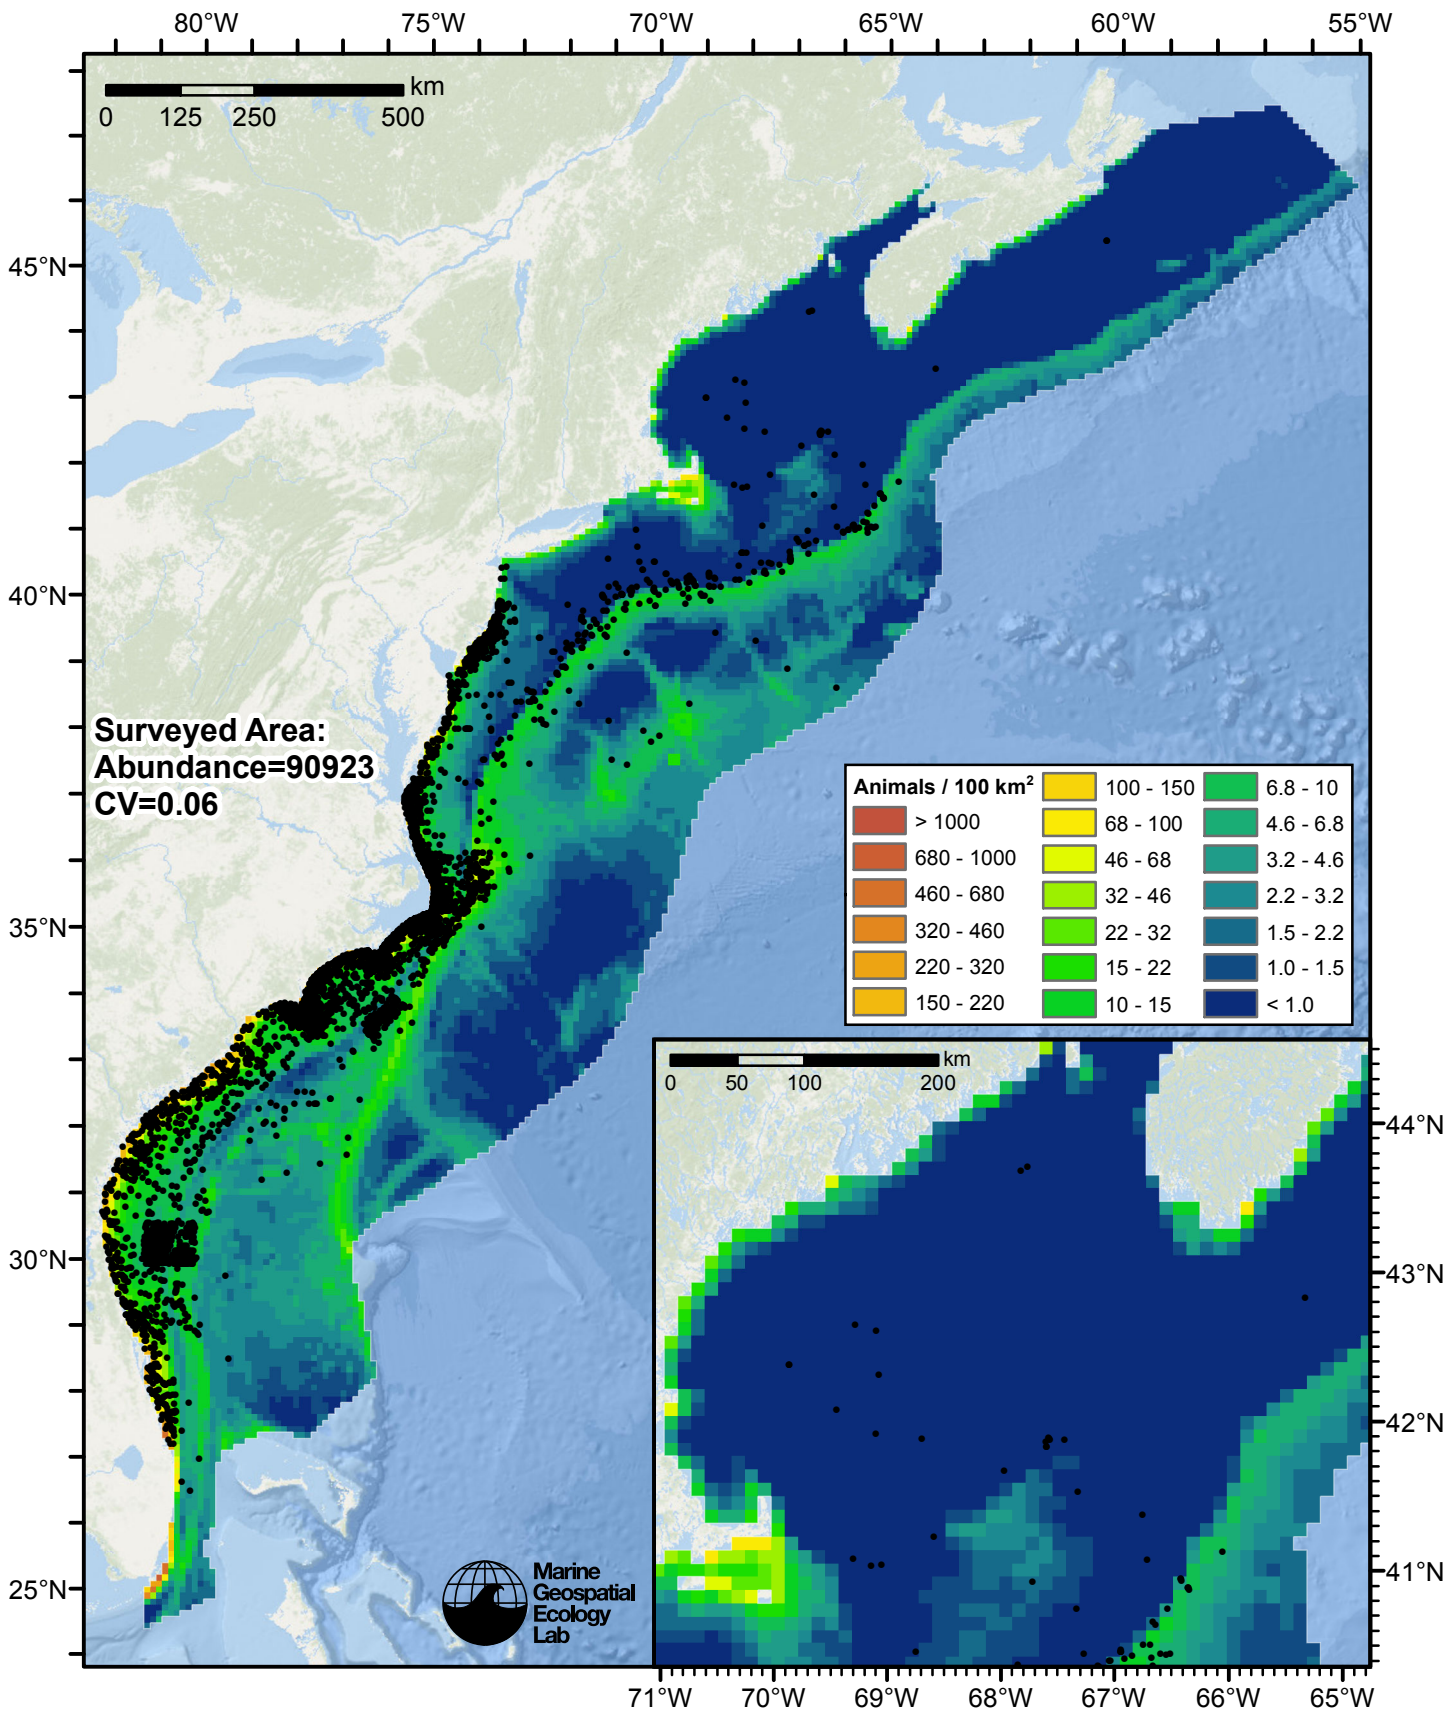 80°W 75°W 70°W 65°W 60°W 55°W
km
0 125 250 500
45°N
40°N
35°N
30°N
25°N
Surveyed Area:
Abundance=90923
CV=0.06
Animals / 100 km²
> 1000
680 - 1000
460 - 680
320 - 460
220 - 320
150 - 220
100 - 150
68 - 100
46 - 68
32 - 46
22 - 32
15 - 22
10 - 15
6.8 - 10
4.6 - 6.8
3.2 - 4.6
2.2 - 3.2
1.5 - 2.2
1.0 - 1.5
< 1.0
km
0 50 100 200
44°N
43°N
42°N
41°N
Marine
Geospatial
Ecology
Lab
71°W 70°W 69°W 68°W 67°W 66°W 65°W